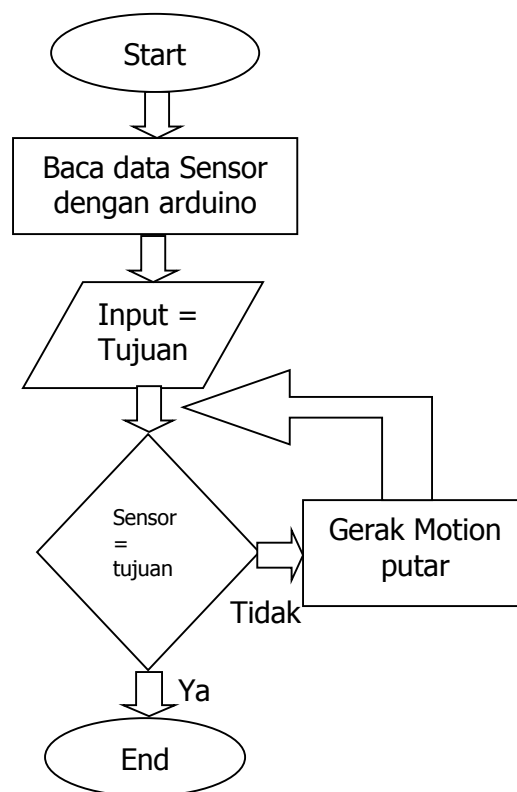 Start
Baca data Sensor
dengan arduino
Input =
Tujuan
Sensor
=
tujuan
Gerak Motion
putar
Tidak
Ya
End